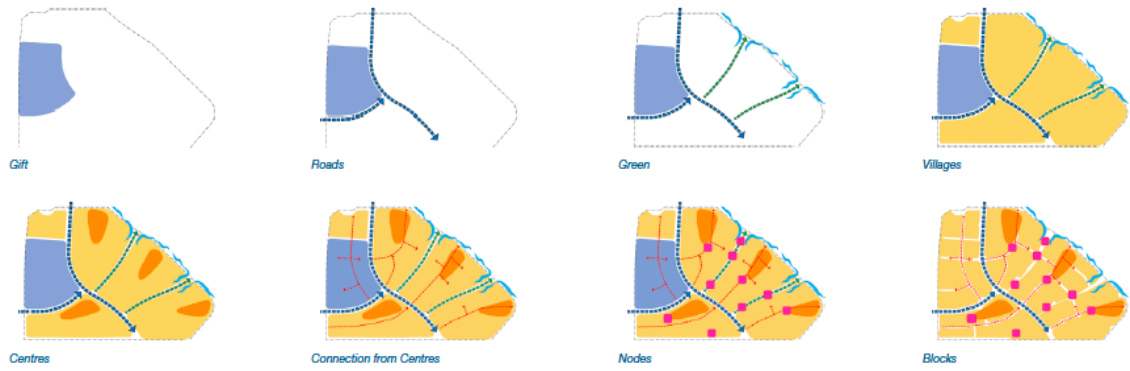 Gift
Roads
Green
Villages
Centres
Connection from Centres
Nodes
Blocks